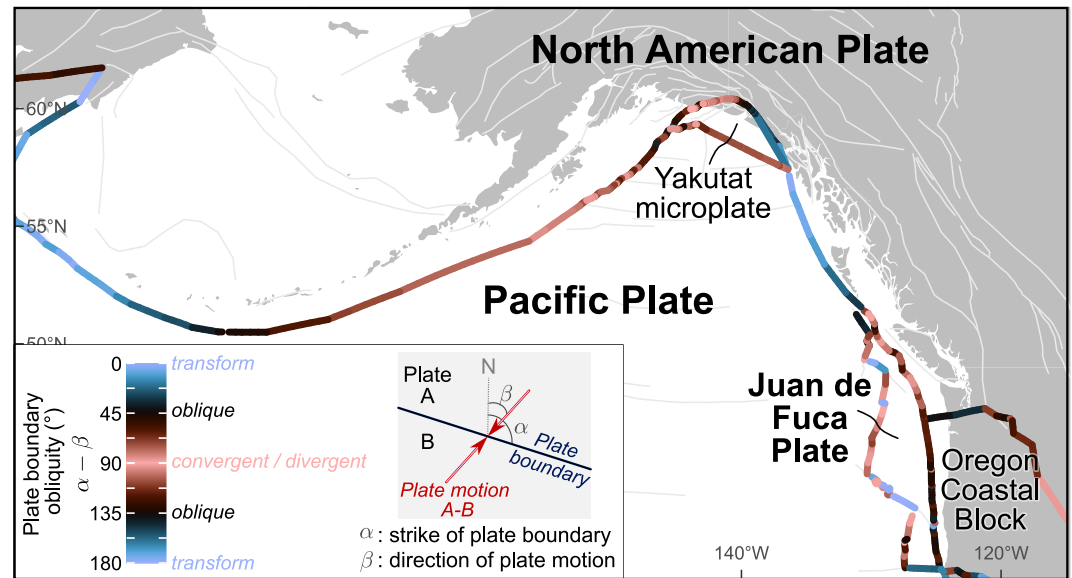 North American Plate
60°N
Yakutat
microplate
55°N
Pacific Plate
50°N
Juan de
Fuca
Plate
Oregon
Coastal
Block
140°W
120°W
Plate boundary
obliquity (°)
α − β
0
45
90
135
180
transform
oblique
convergent / divergent
oblique
transform
N
Plate
A
B
β
α
Plate
boundary
Plate motion
A-B
α : strike of plate boundary
β : direction of plate motion